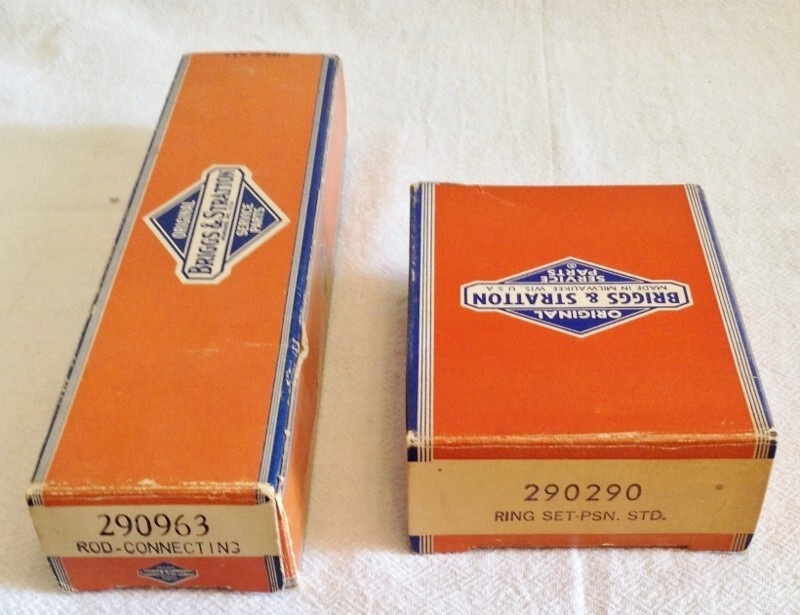 ORIGINAL
BRIGGS & STRATTON
SERVICE
PARTS
290963
ROD-CONNECTING
ORIGINAL
BRIGGS & STRATTON
MADE IN MILWAUKEE WIS. U S A
SERVICE
PARTS
®
290290
RING SET-PSN. STD.